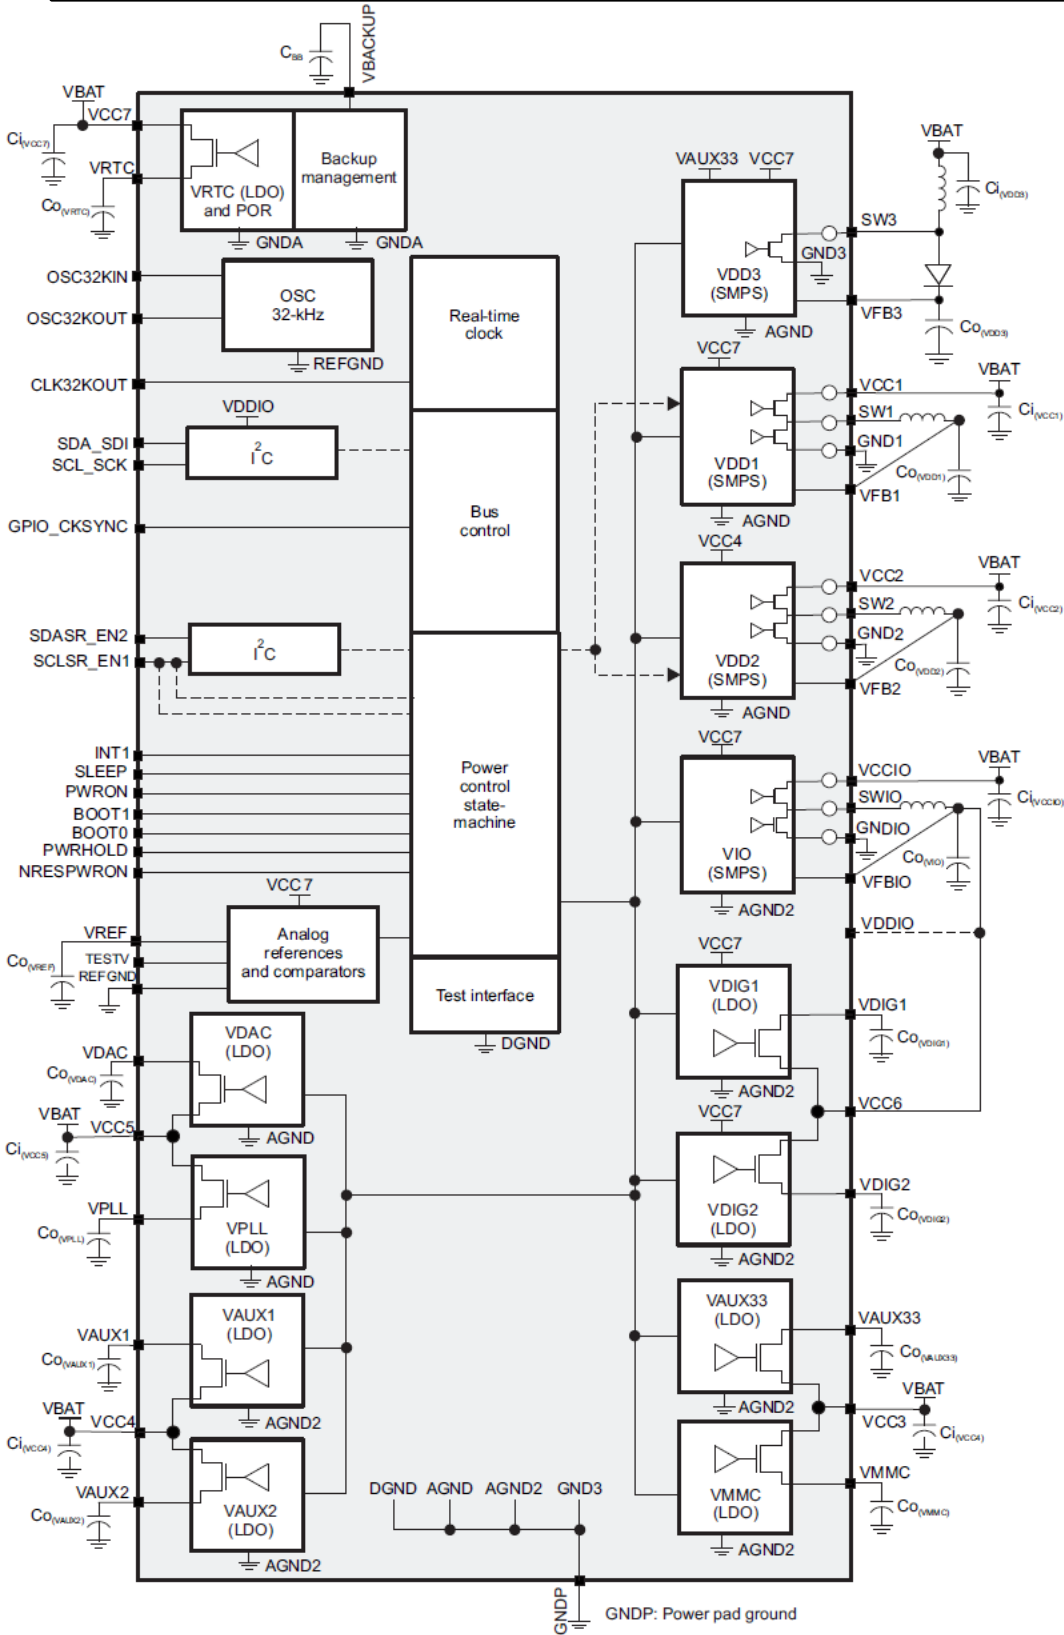 VBACKUP
CBB
VBAT
VCC7
Ci(VCC7)
VRTC
Co(VRTC)
VRTC (LDO)
and POR
Backup
management
GNDA
GNDA
OSC32KIN
OSC32KOUT
OSC
32-kHz
REFGND
CLK32KOUT
Real-time
clock
VDDIO
SDA_SDI
SCL_SCK
I2C
GPIO_CKSYNC
Bus
control
SDASR_EN2
SCLSR_EN1
I2C
INT1
SLEEP
PWRON
BOOT1
BOOT0
PWRHOLD
NRESPWRON
Power
control
state-
machine
VCC7
VREF
Co(VREF)
TESTV
REFGND
Analog
references
and comparators
Test interface
DGND
VDAC
Co(VDAC)
VDAC
(LDO)
AGND
VBAT
VCC5
Ci(VCC5)
VPLL
Co(VPLL)
VPLL
(LDO)
AGND
VAUX1
Co(VAUX1)
VAUX1
(LDO)
AGND2
VBAT
VCC4
Ci(VCC4)
VAUX2
Co(VAUX2)
VAUX2
(LDO)
AGND2
DGND AGND AGND2 GND3
GNDP
GNDP: Power pad ground
VAUX33 VCC7
VDD3
(SMPS)
GND3
AGND
SW3
VFB3
VBAT
Ci(VDD3)
Co(VDD3)
VCC7
VDD1
(SMPS)
AGND
VCC1
SW1
GND1
VFB1
VBAT
Ci(VCC1)
Co(VDD1)
VCC4
VDD2
(SMPS)
AGND
VCC2
SW2
GND2
VFB2
VBAT
Ci(VCC2)
Co(VDD2)
VCC7
VIO
(SMPS)
AGND2
VCCIO
SWIO
GNDIO
VFBIO
VBAT
Ci(VCCIO)
Co(VIO)
VDDIO
VCC7
VDIG1
(LDO)
AGND2
VDIG1
Co(VDIG1)
VCC6
VCC7
VDIG2
(LDO)
AGND2
VDIG2
Co(VDIG2)
VAUX33
(LDO)
AGND2
VAUX33
Co(VAUX33)
VBAT
VCC3
Ci(VCC4)
VMMC
(LDO)
AGND2
VMMC
Co(VMMC)